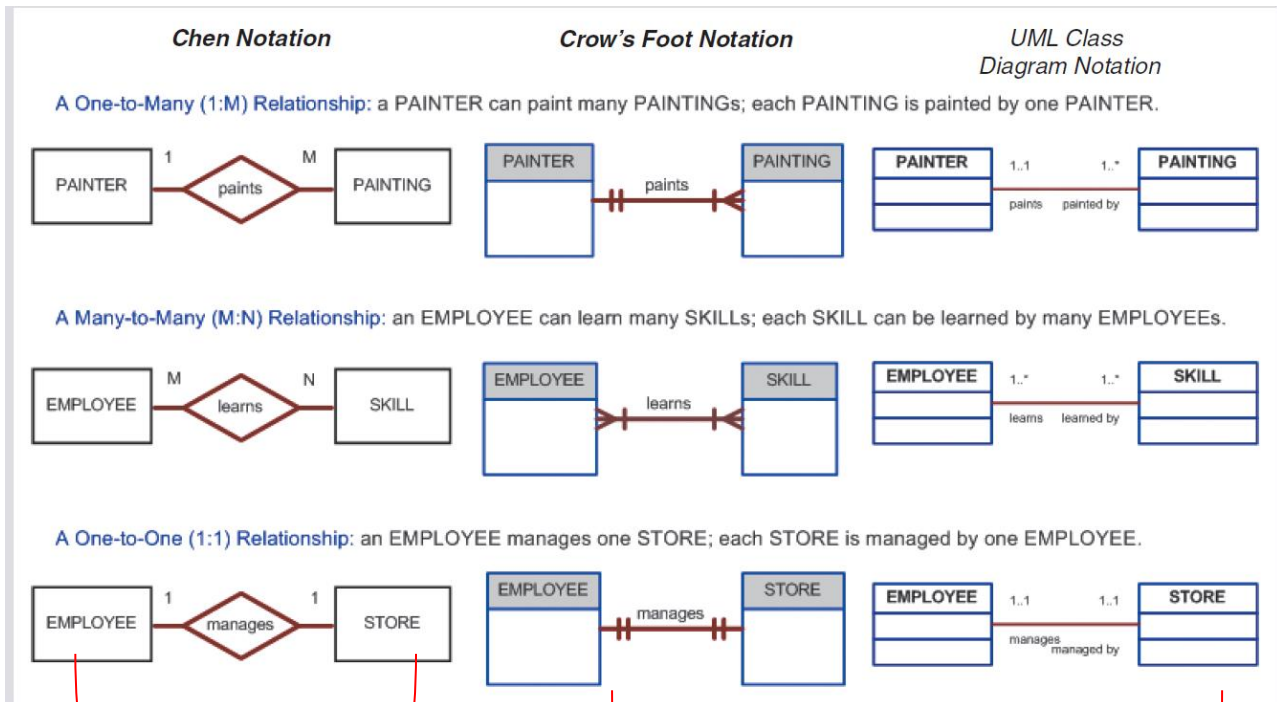 Chen Notation
Crow's Foot Notation
UML Class
Diagram Notation
A One-to-Many (1:M) Relationship: a PAINTER can paint many PAINTINGs; each PAINTING is painted by one PAINTER.
1
M
PAINTER
paints
PAINTING
PAINTER
PAINTING
paints
PAINTER
1..1
1..*
PAINTING
paints
painted by
A Many-to-Many (M:N) Relationship: an EMPLOYEE can learn many SKILLs; each SKILL can be learned by many EMPLOYEEs.
M
N
EMPLOYEE
learns
SKILL
EMPLOYEE
SKILL
learns
EMPLOYEE
1..*
1..*
SKILL
learns
learned by
A One-to-One (1:1) Relationship: an EMPLOYEE manages one STORE; each STORE is managed by one EMPLOYEE.
1
1
EMPLOYEE
manages
STORE
EMPLOYEE
STORE
manages
EMPLOYEE
1..1
1..1
STORE
manages
managed by